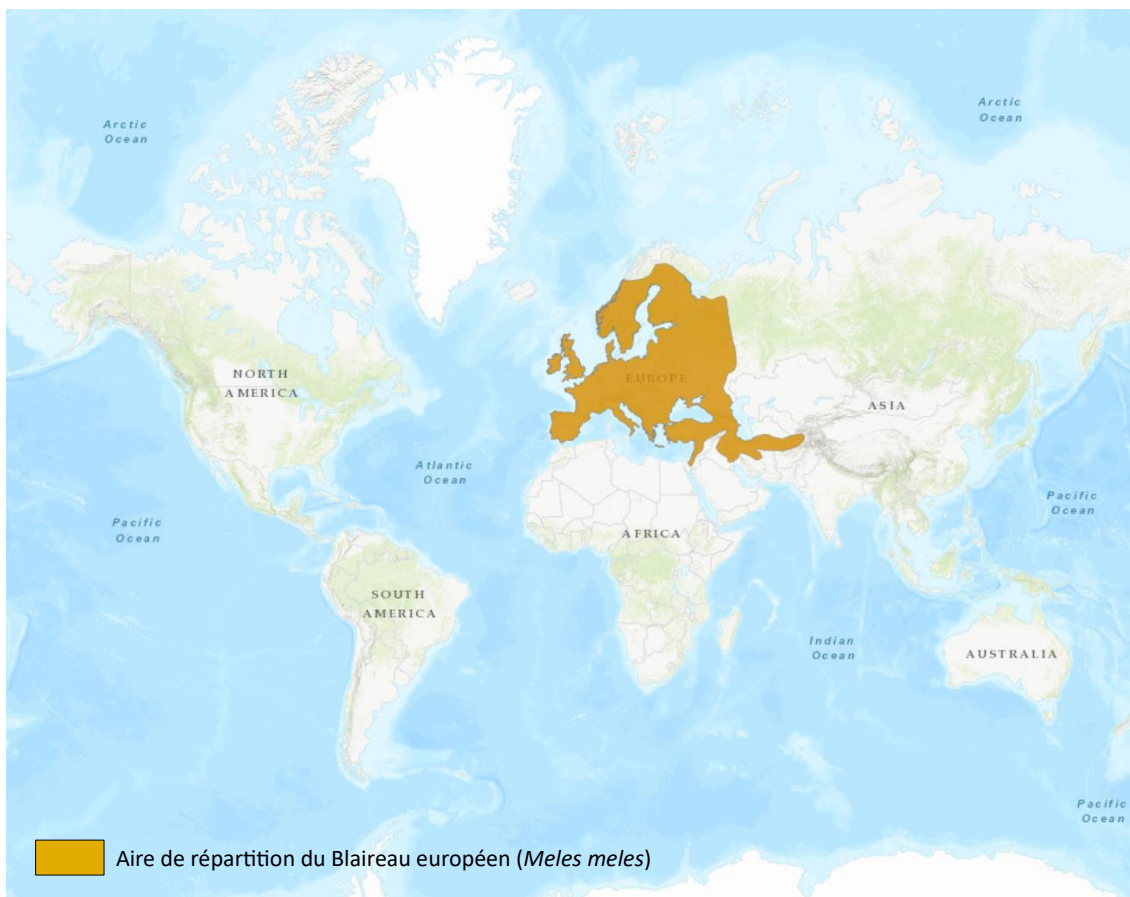 Arctic
Ocean
Arctic
Ocean
NORTH
AMERICA
EUROPE
ASIA
Atlantic
Ocean
Pacific
Ocean
Pacific
Ocean
AFRICA
SOUTH
AMERICA
Indian
Ocean
AUSTRALIA
Pacific
Ocean
Aire de répartition du Blaireau européen (Meles meles)